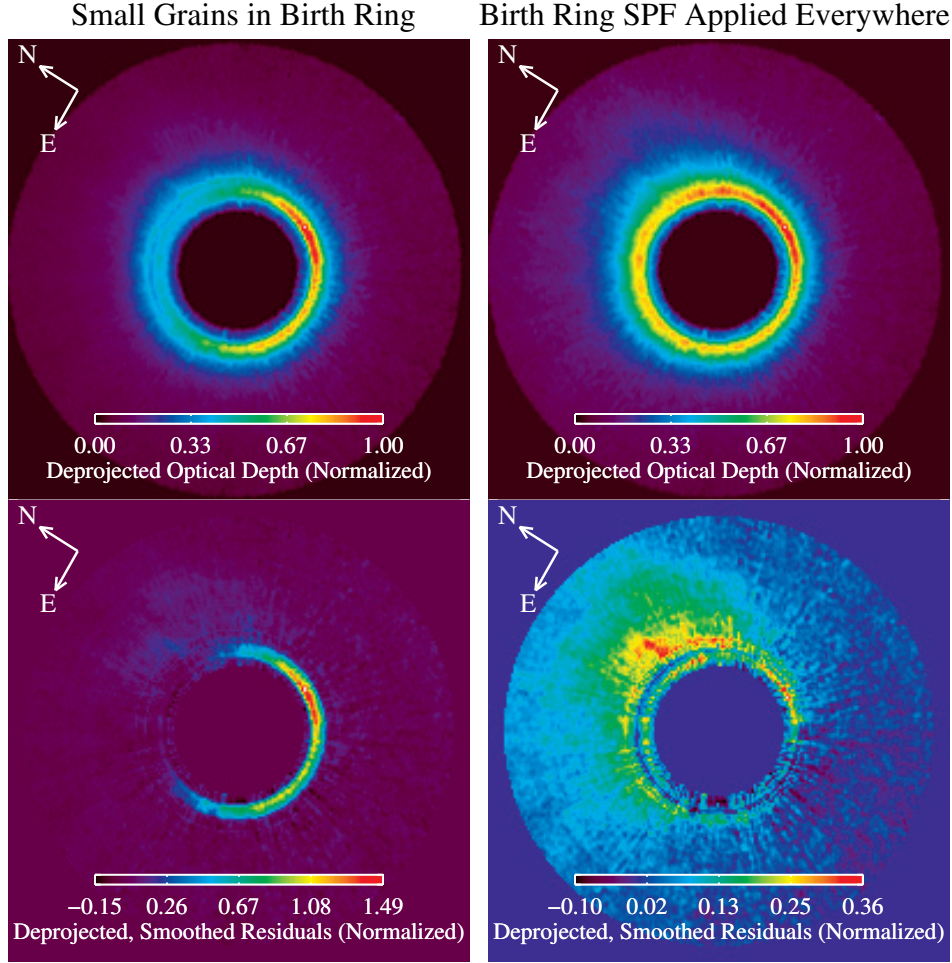 Small Grains in Birth Ring
Birth Ring SPF Applied Everywhere
N
E
0.00 0.33 0.67 1.00
Deprojected Optical Depth (Normalized)
N
E
0.00 0.33 0.67 1.00
Deprojected Optical Depth (Normalized)
N
E
−0.15 0.26 0.67 1.08 1.49
Deprojected, Smoothed Residuals (Normalized)
N
E
−0.10 0.02 0.13 0.25 0.36
Deprojected, Smoothed Residuals (Normalized)